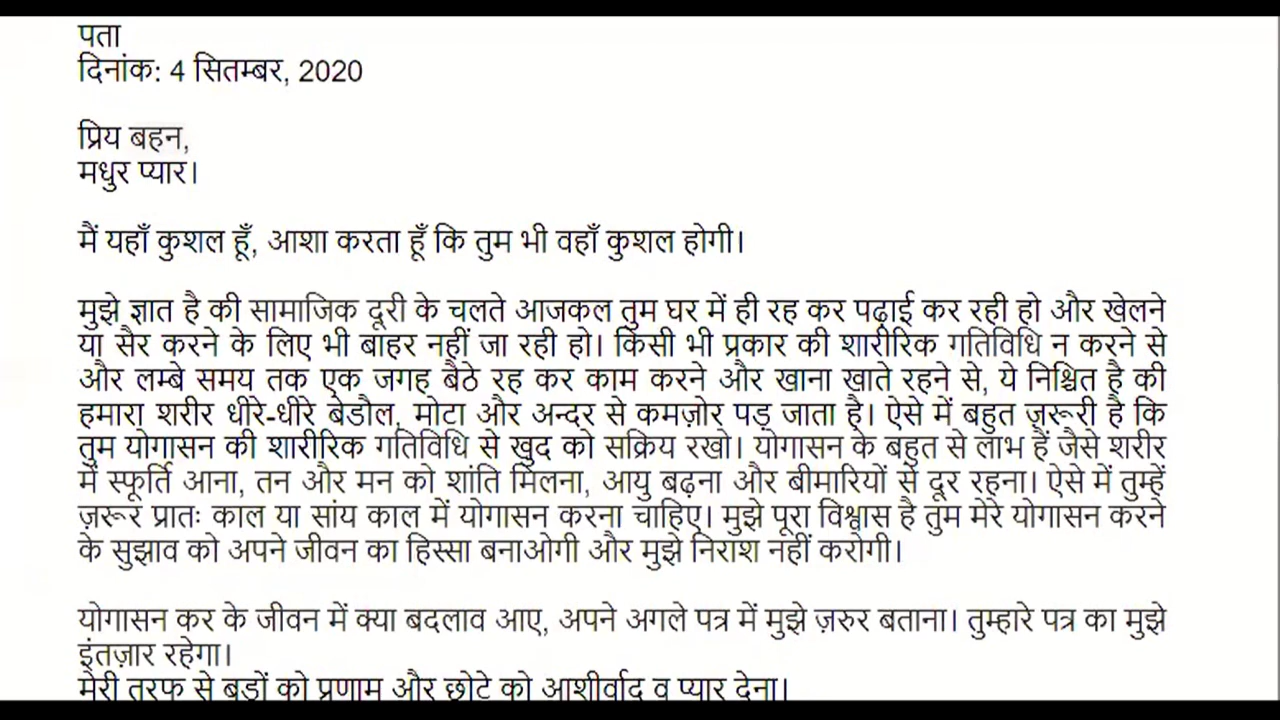 पता
दिनांक: 4 सितम्बर, 2020
प्रिय बहन,
मधुर प्यार।
मैं यहाँ कुशल हूँ, आशा करता हूँ कि तुम भी वहाँ कुशल होगी।
मुझे ज्ञात है की सामाजिक दूरी के चलते आजकल तुम घर में ही रह कर पढ़ाई कर रही हो और खेलने
या सैर करने के लिए भी बाहर नहीं जा रही हो। किसी भी प्रकार की शारीरिक गतिविधि न करने से
और लम्बे समय तक एक जगह बैठे रह कर काम करने और खाना खाते रहने से, ये निश्चित है की
हमारा शरीर धीरे-धीरे बेडौल, मोटा और अन्दर से कमज़ोर पड़ जाता है। ऐसे में बहुत ज़रूरी है कि
तुम योगासन की शारीरिक गतिविधि से खुद को सक्रिय रखो। योगासन के बहुत से लाभ हैं जैसे शरीर
में स्फूर्ति आना, तन और मन को शांति मिलना, आयु बढ़ना और बीमारियों से दूर रहना। ऐसे में तुम्हें
ज़रूर प्रातः काल या सांय काल में योगासन करना चाहिए। मुझे पूरा विश्वास है तुम मेरे योगासन करने
के सुझाव को अपने जीवन का हिस्सा बनाओगी और मुझे निराश नहीं करोगी।
योगासन कर के जीवन में क्या बदलाव आए, अपने अगले पत्र में मुझे ज़रुर बताना। तुम्हारे पत्र का मुझे
इंतज़ार रहेगा।
मेरी तरफ से बड़ों को प्रणाम और छोटे को आशीर्वाद व प्यार देना।